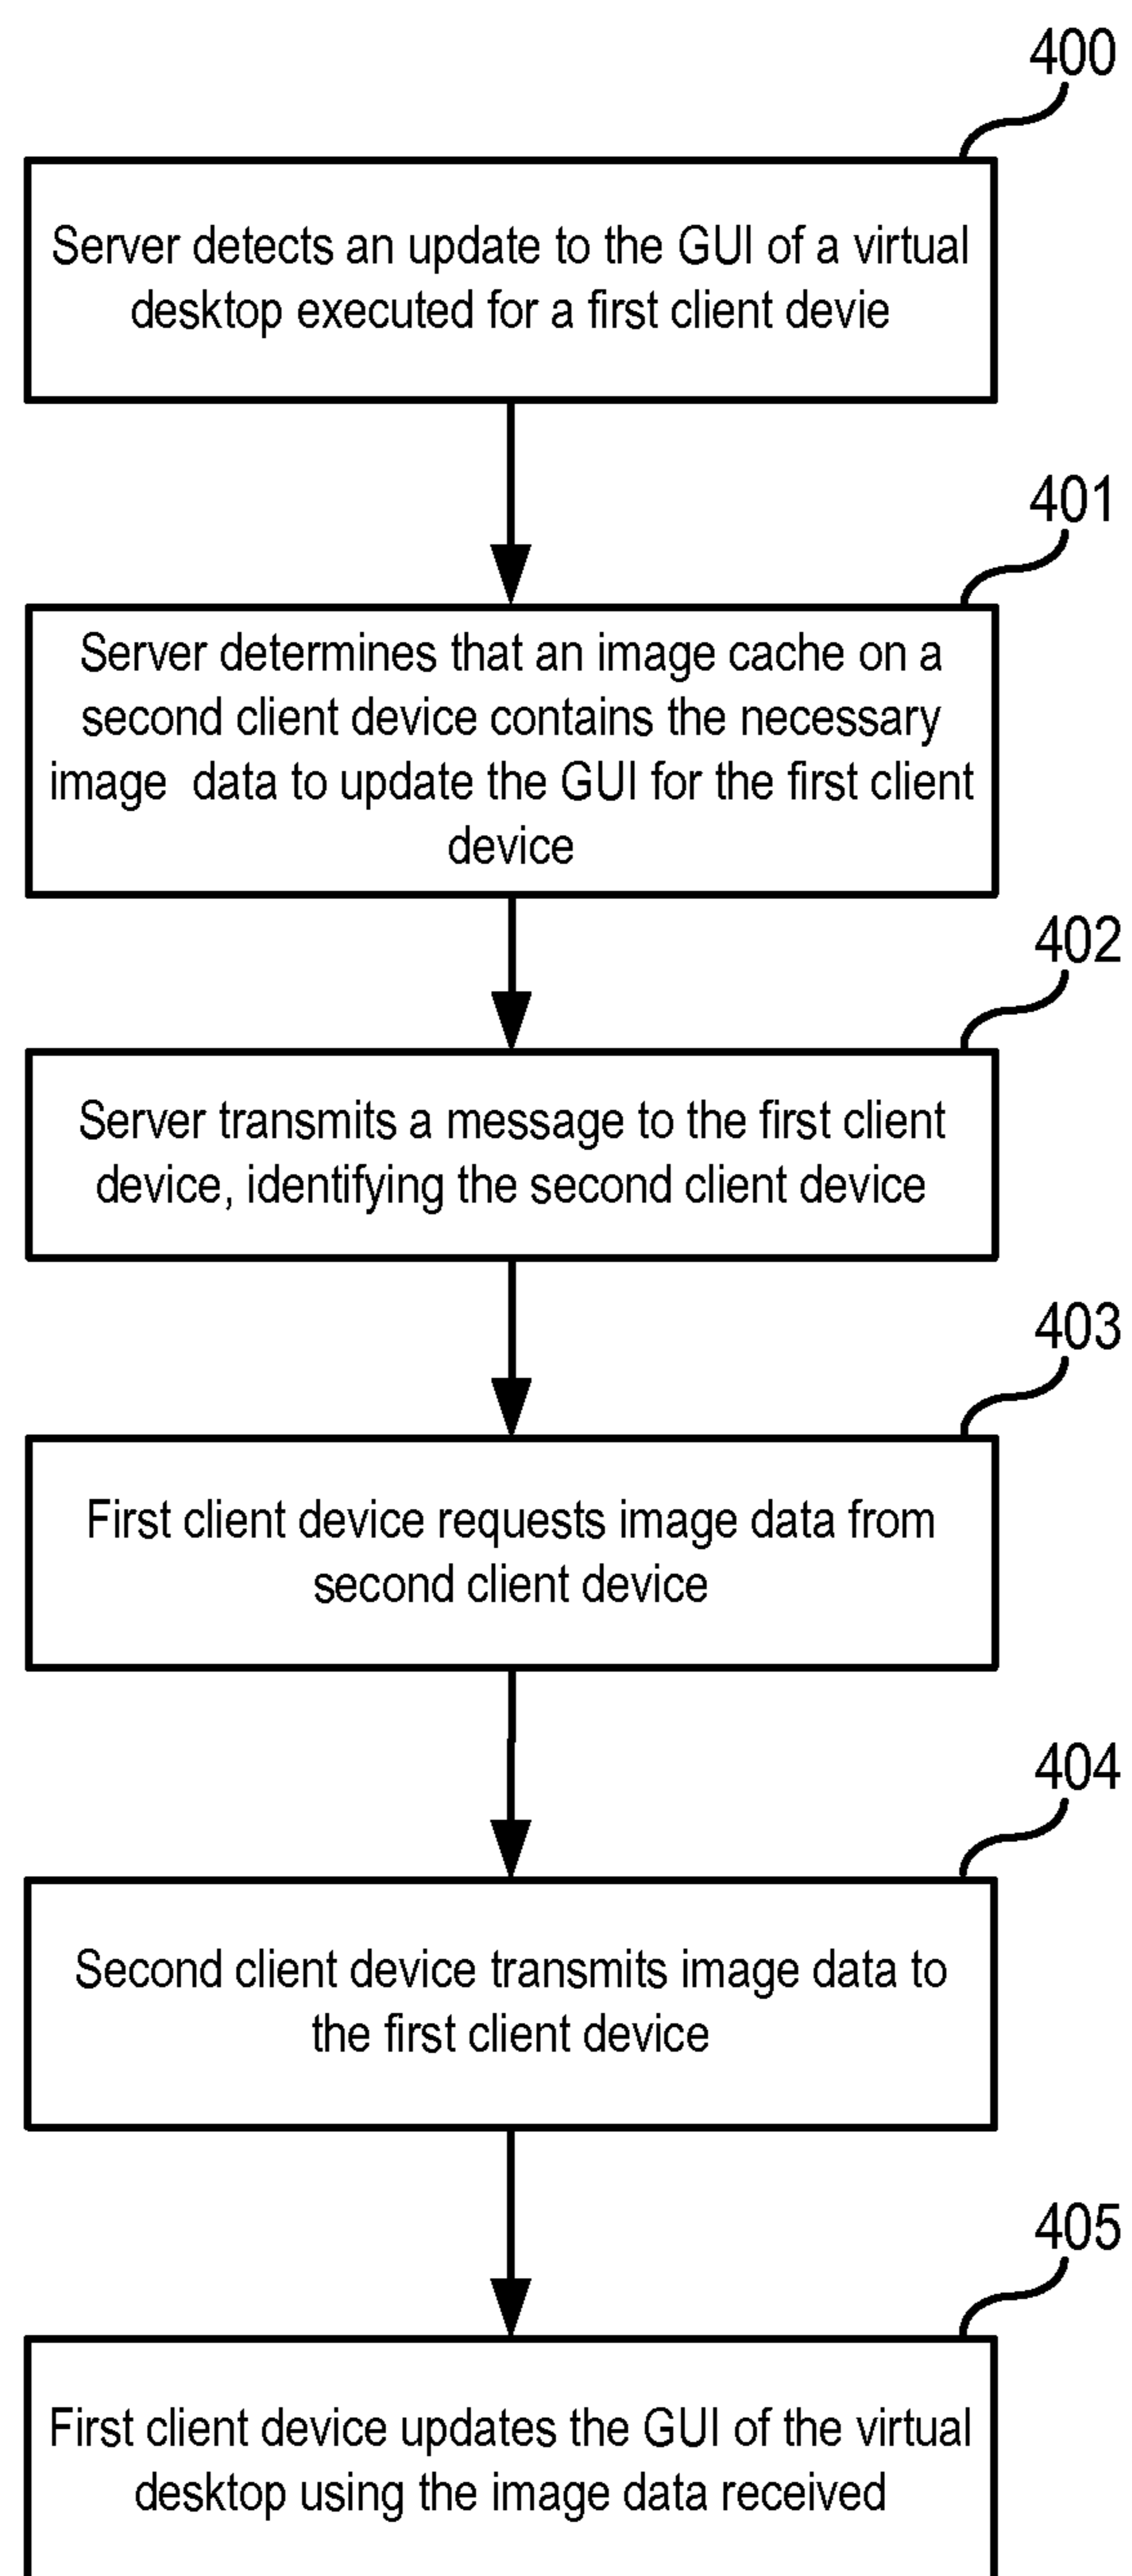 400
Server detects an update to the GUI of a virtual
desktop executed for a first client devie
401
Server determines that an image cache on a
second client device contains the necessary
image  data to update the GUI for the first client
device
402
Server transmits a message to the first client
device, identifying the second client device
403
First client device requests image data from
second client device
404
Second client device transmits image data to
the first client device
405
First client device updates the GUI of the virtual
desktop using the image data received